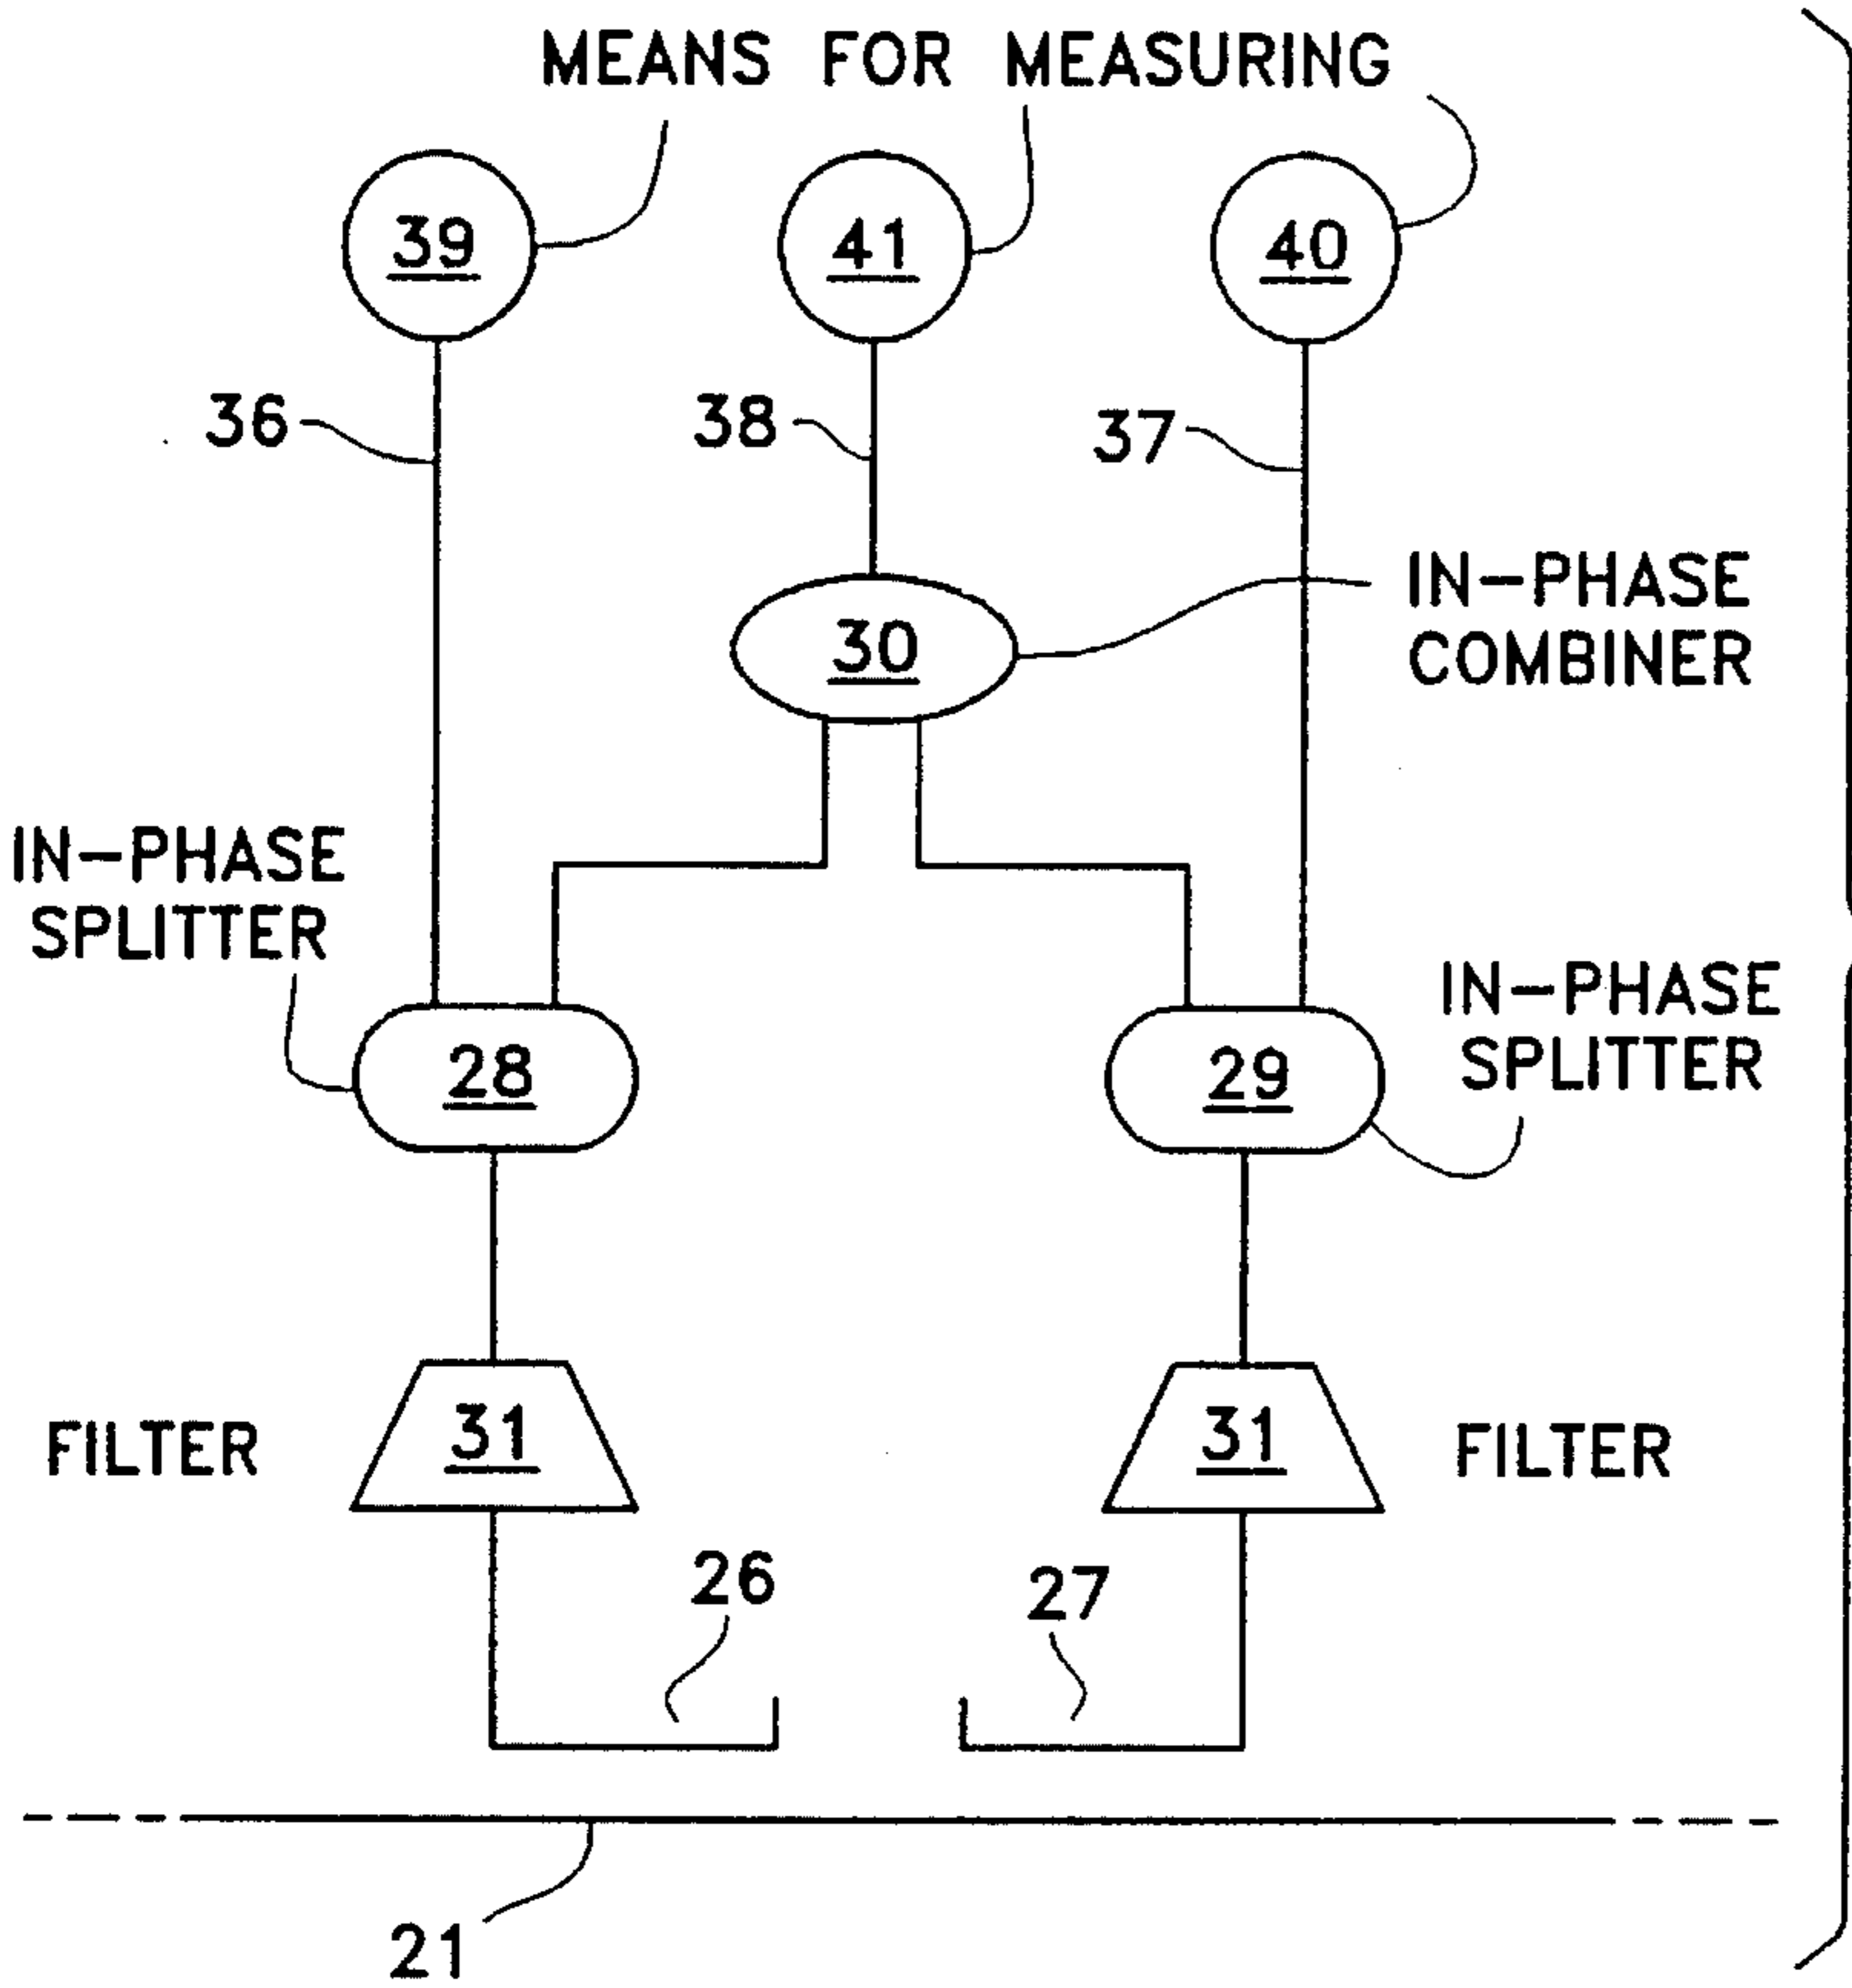 MEANS FOR MEASURING
39
41
40
36
38
37
IN-PHASE
COMBINER
30
IN-PHASE
SPLITTER
IN-PHASE
SPLITTER
28
29
FILTER
31
31
FILTER
26
27
21